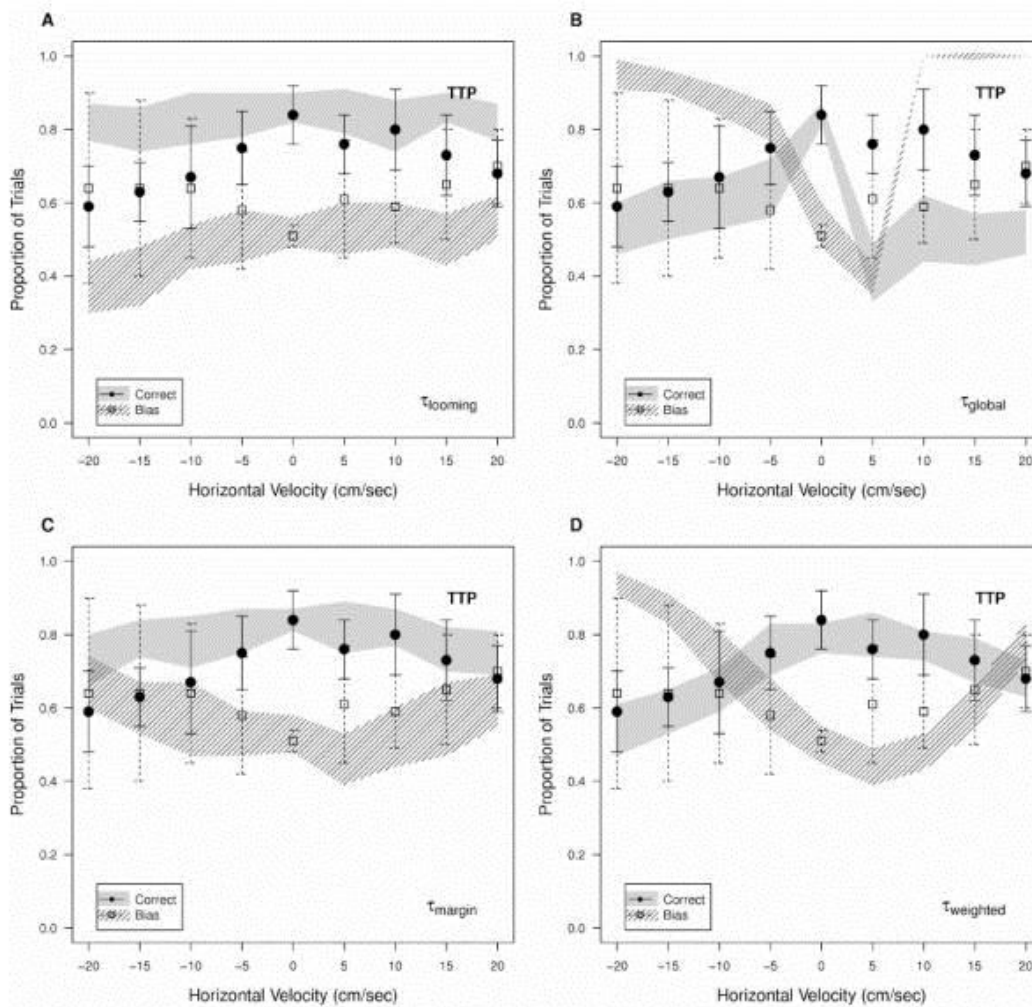 A
Proportion of Trials
1.0
0.8
0.6
0.4
0.2
0.0
TTP
Correct
Bias
τlooming
−20 −15 −10 −5 0 5 10 15 20
Horizontal Velocity (cm/sec)
B
Proportion of Trials
1.0
0.8
0.6
0.4
0.2
0.0
TTP
Correct
Bias
τglobal
−20 −15 −10 −5 0 5 10 15 20
Horizontal Velocity (cm/sec)
C
Proportion of Trials
1.0
0.8
0.6
0.4
0.2
0.0
TTP
Correct
Bias
τmargin
−20 −15 −10 −5 0 5 10 15 20
Horizontal Velocity (cm/sec)
D
Proportion of Trials
1.0
0.8
0.6
0.4
0.2
0.0
TTP
Correct
Bias
τweighted
−20 −15 −10 −5 0 5 10 15 20
Horizontal Velocity (cm/sec)